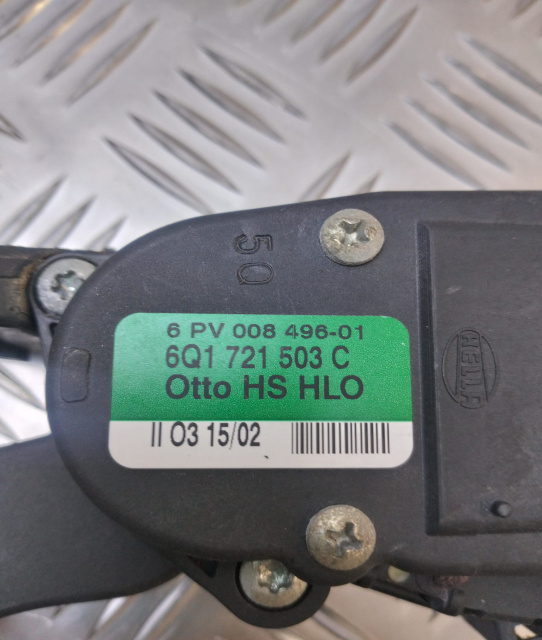 50
6 PV 008 496-01
6Q1 721 503 C
Otto HS HLO
II O3 15/02
HELLA